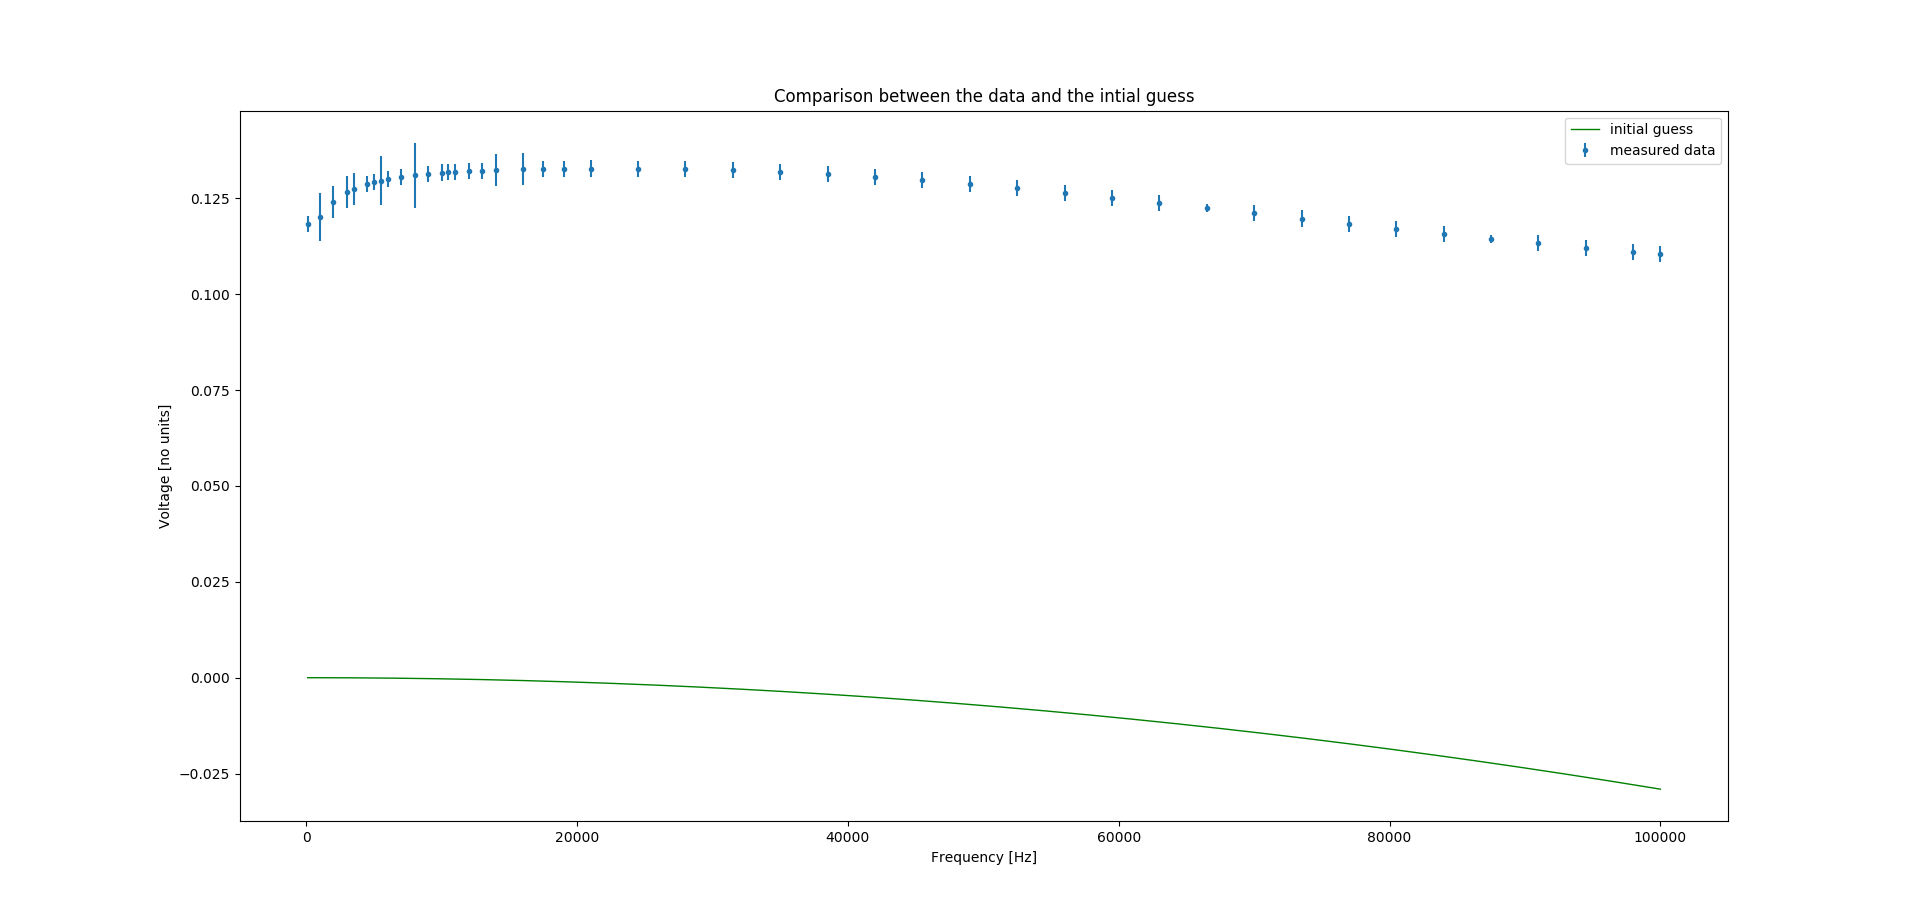 Comparison between the data and the intial guess
initial guess
measured data
Voltage [no units]
0.125
0.100
0.075
0.050
0.025
0.000
−0.025
0
20000
40000
60000
80000
100000
Frequency [Hz]